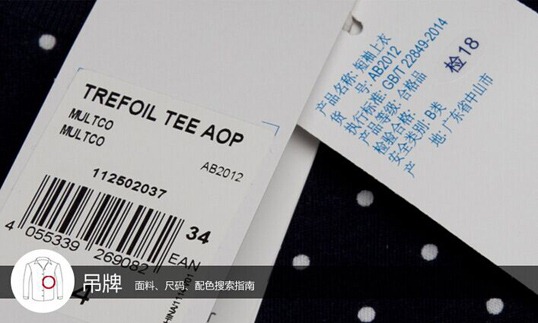 TREFOIL TEE AOP
MULTCO
MULTCO
AB2012
112502037
34
4 055339 269082
EAN
4
产品名称: 短袖上衣
货 号: AB2012
执行标准: GB/T 22849-2014
产品等级: 合格品
检验合格: 检18
安全类别: B类
产 地: 广东省中山市
吊牌
面料、尺码、配色搜索指南